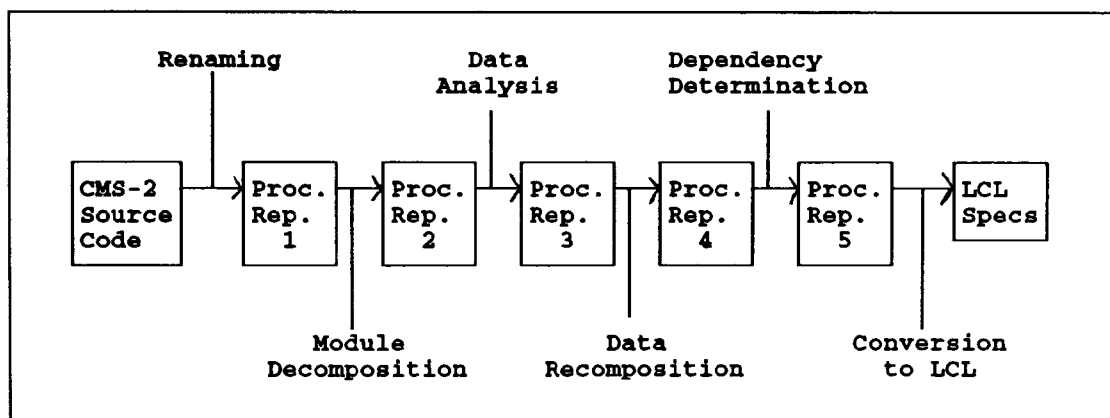 Renaming
Data
Analysis
Dependency
Determination
CMS-2
Source
Code
Proc.
Rep.
1
Proc.
Rep.
2
Proc.
Rep.
3
Proc.
Rep.
4
Proc.
Rep.
5
LCL
Specs
Module
Decomposition
Data
Recomposition
Conversion
to LCL